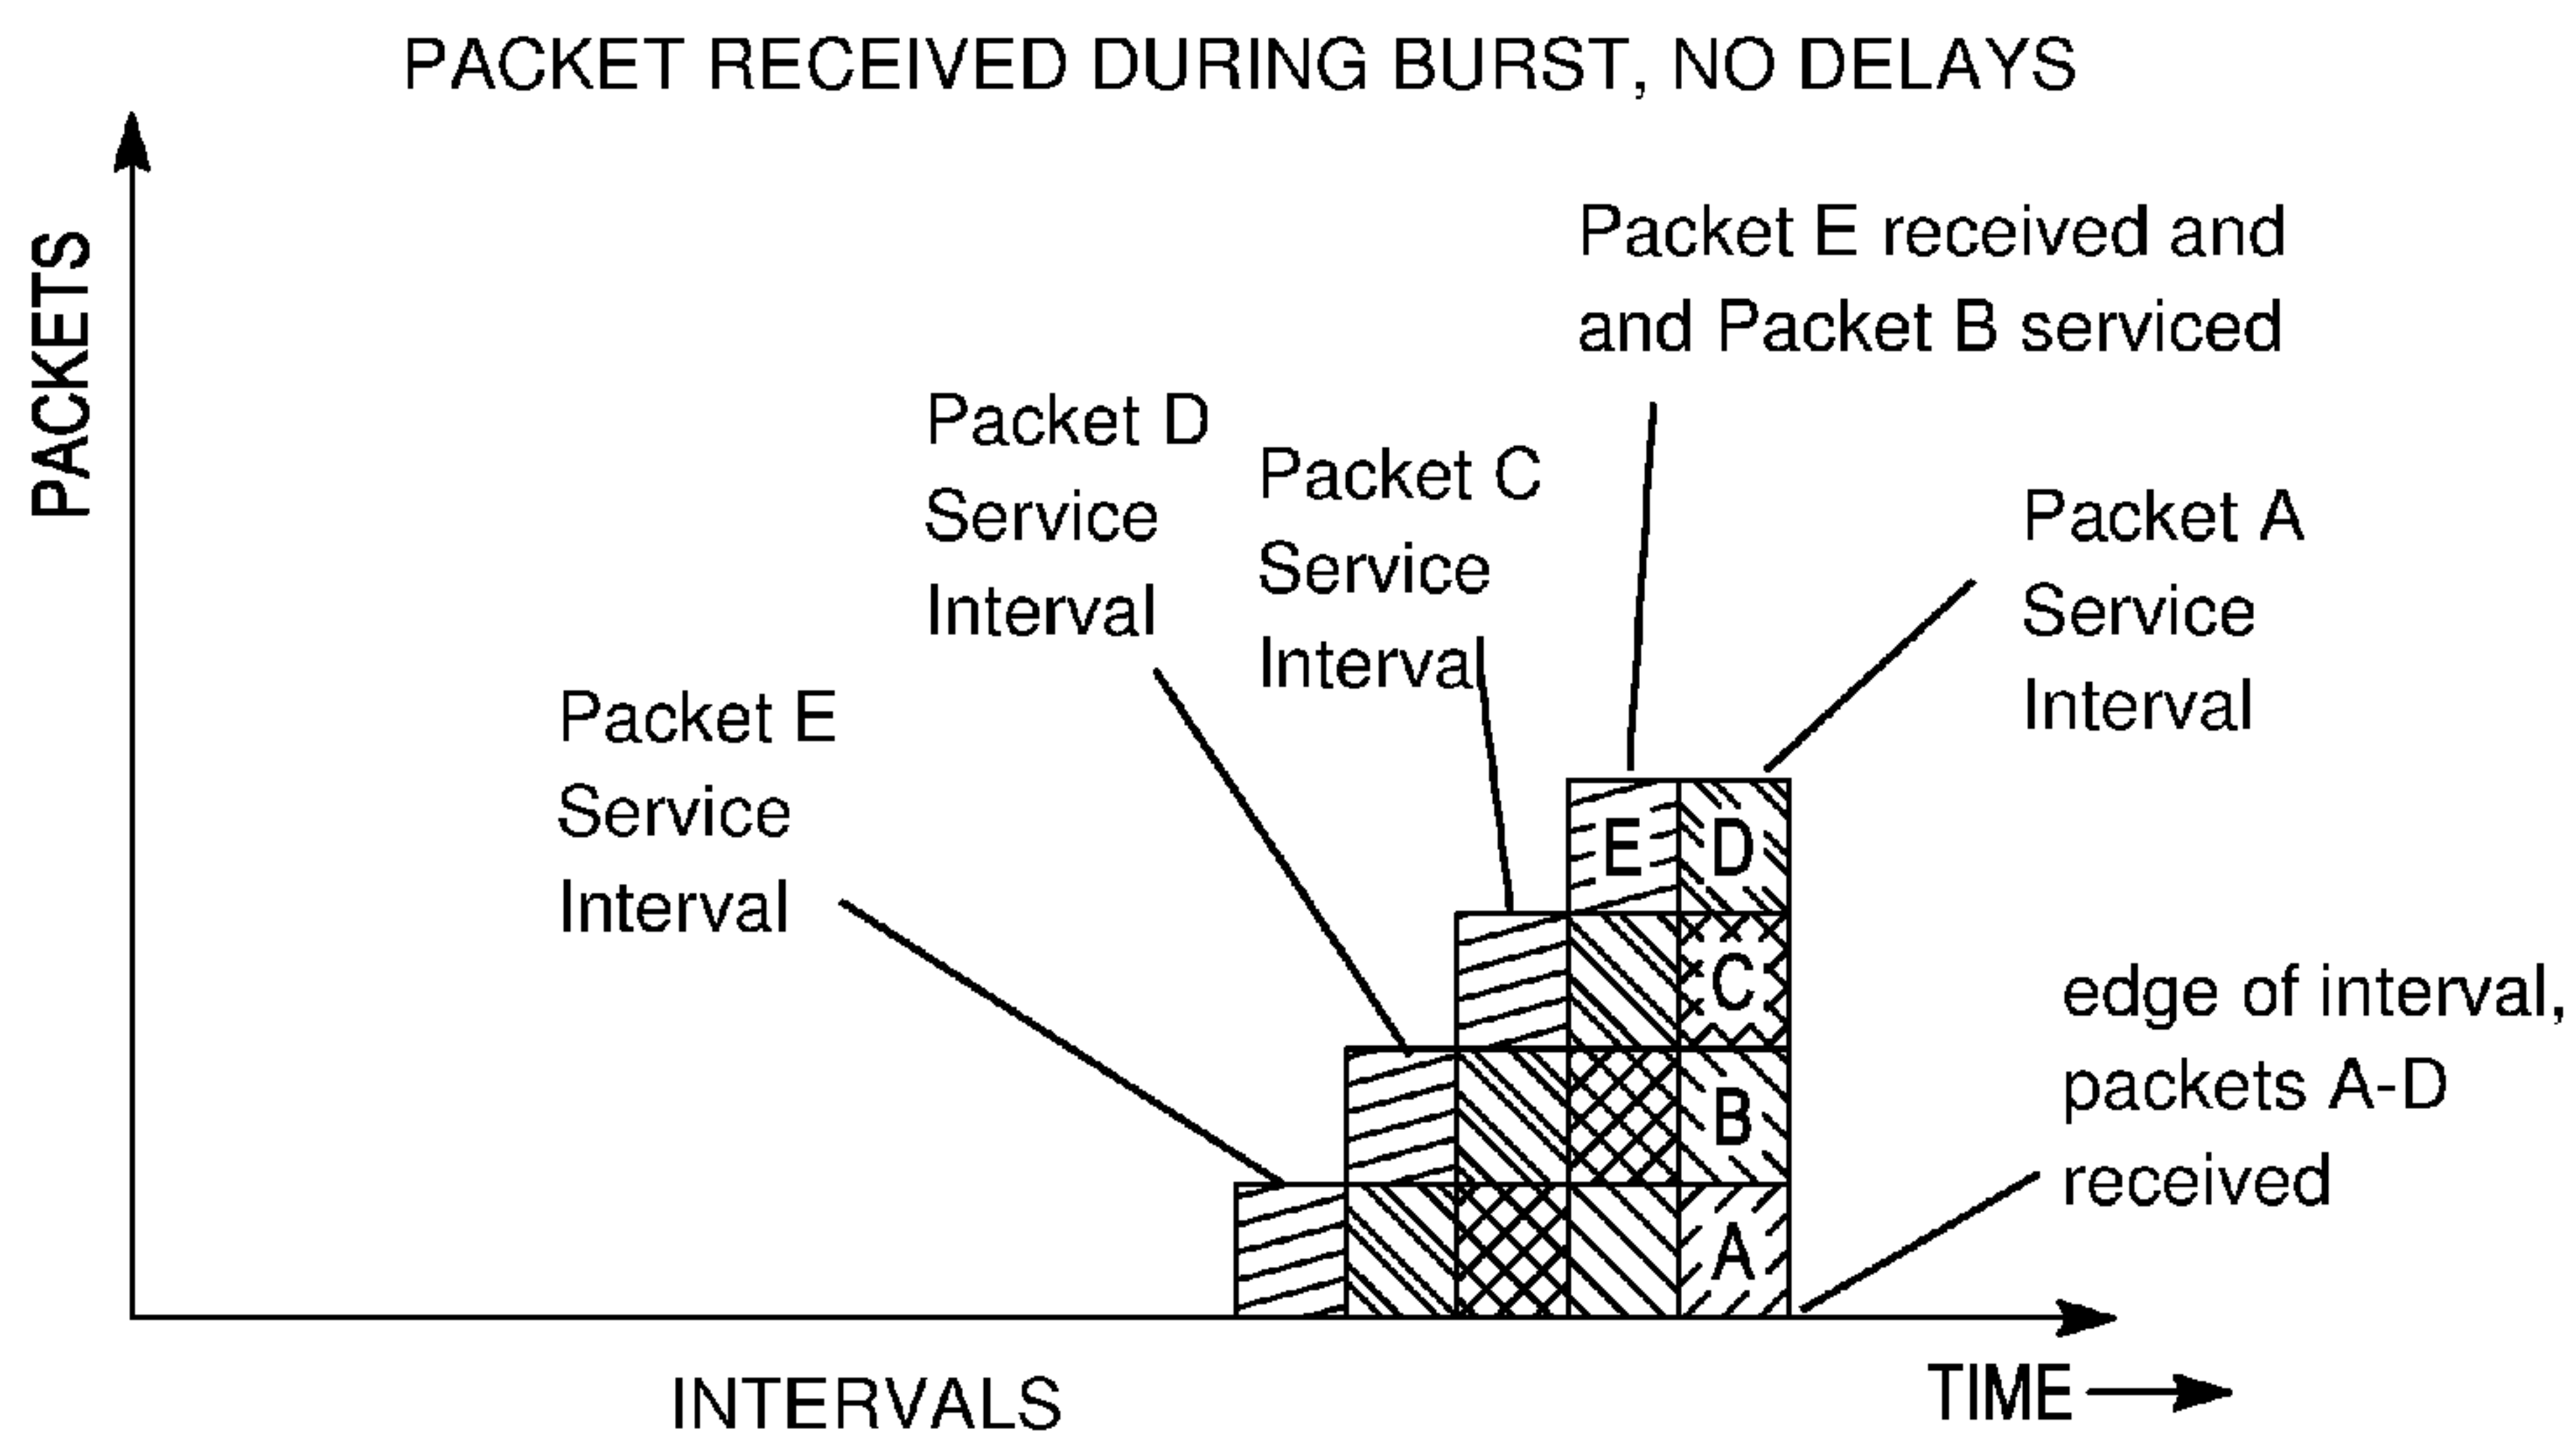 PACKET RECEIVED DURING BURST, NO DELAYS
PACKETS
Packet E received and
and Packet B serviced
Packet D
Service
Interval
Packet C
Service
Interval
Packet A
Service
Interval
Packet E
Service
Interval
E
D
C
B
A
edge of interval,
packets A-D
received
INTERVALS
TIME